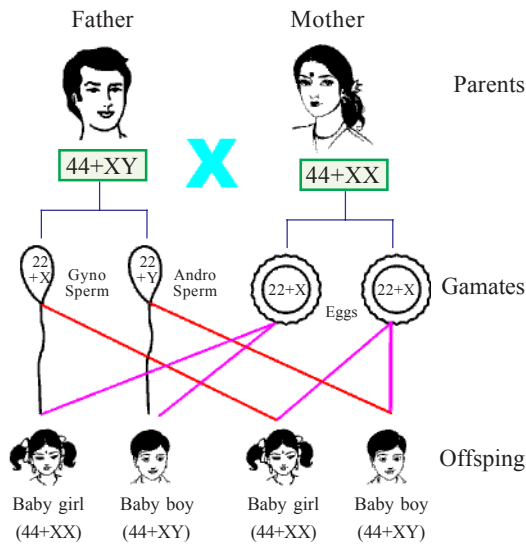 Father Mother
Parents
44+XY X 44+XX
22
+X
Gyno
Sperm
22
+Y
Andro
Sperm
22+X
Eggs
22+X
Gamates
Offsping
Baby girl Baby boy Baby girl Baby boy
(44+XX) (44+XY) (44+XX) (44+XY)